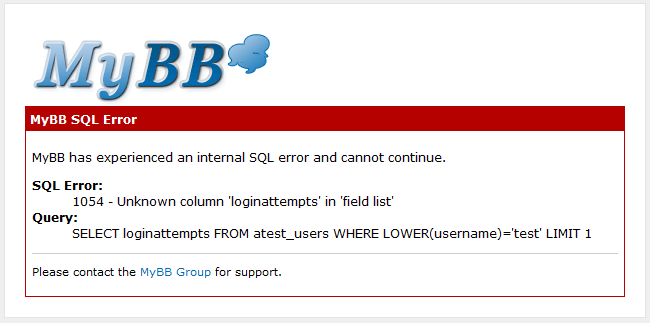 MyBB
MyBB SQL Error
MyBB has experienced an internal SQL error and cannot continue.
SQL Error:
1054 - Unknown column 'loginattempts' in 'field list'
Query:
SELECT loginattempts FROM atest_users WHERE LOWER(username)='test' LIMIT 1
Please contact the MyBB Group for support.